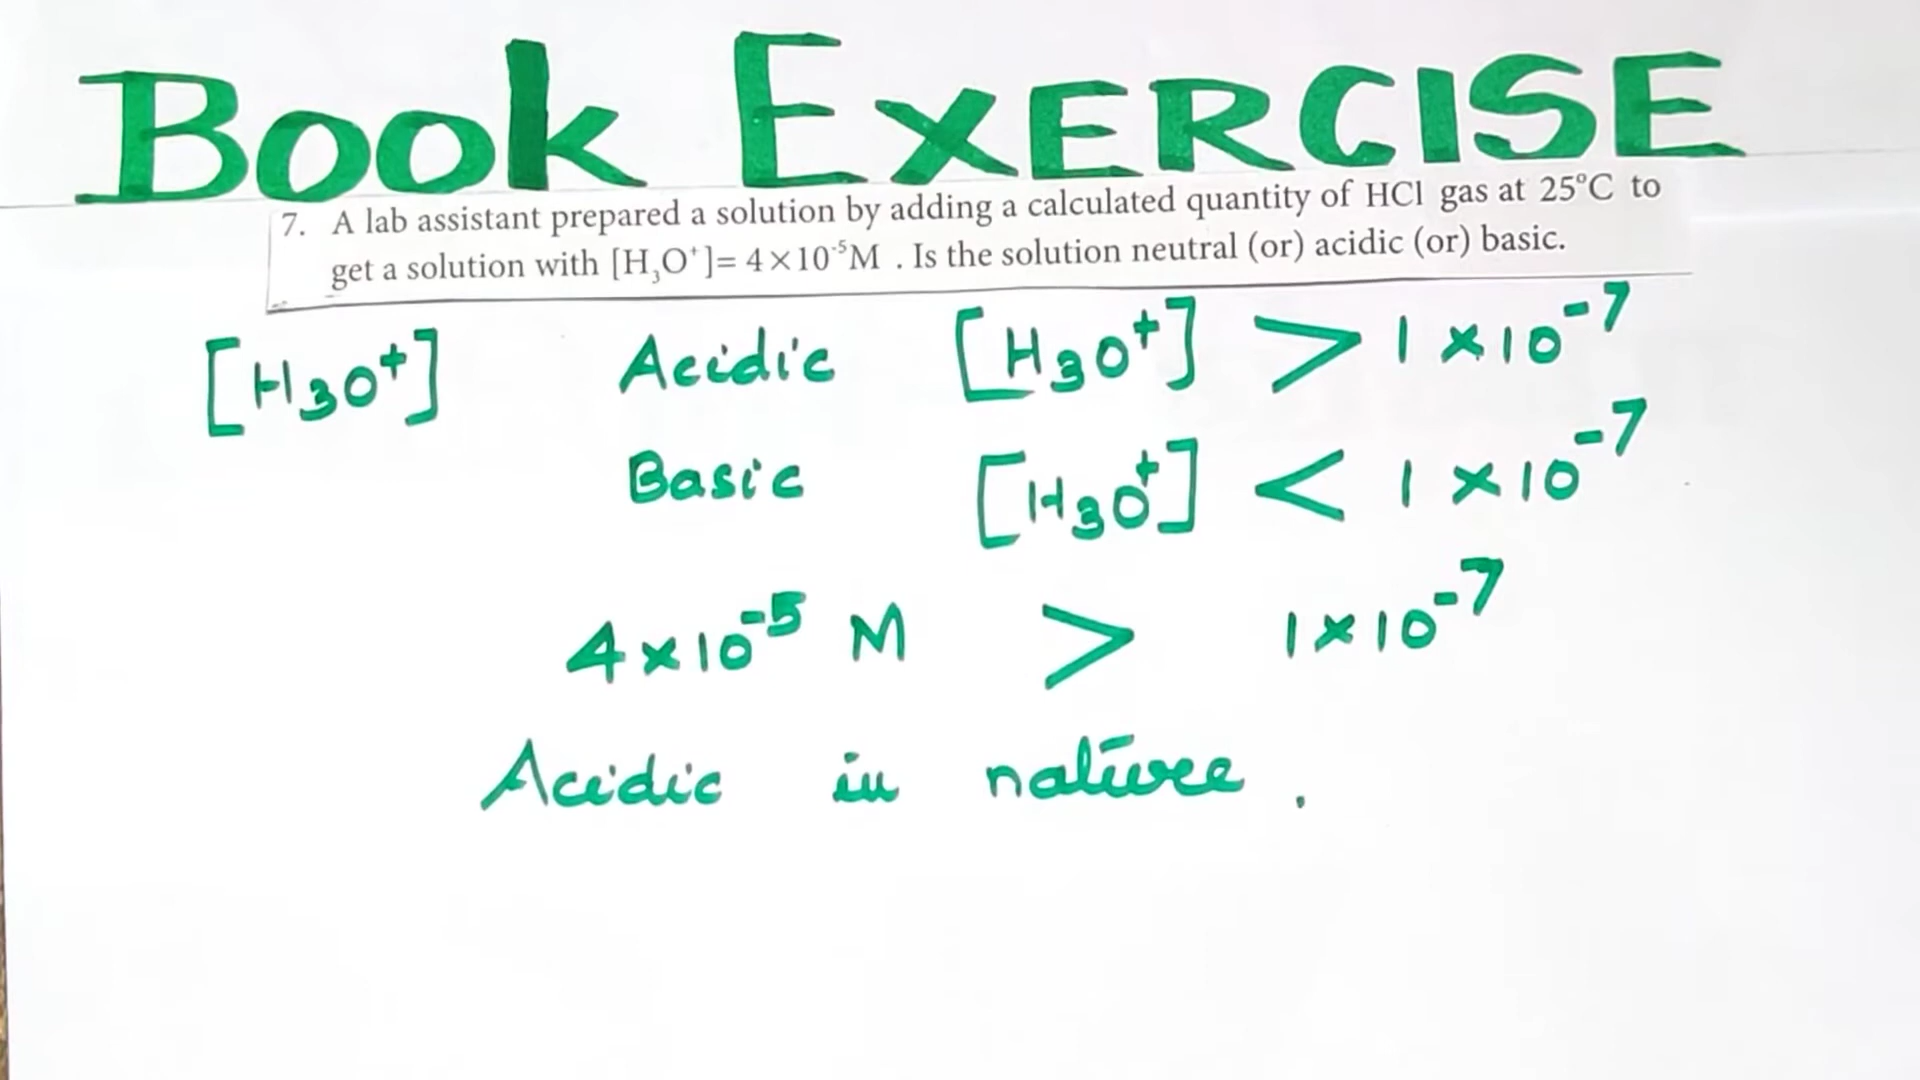 BOOK EXERCISE
7. A lab assistant prepared a solution by adding a calculated quantity of HCl gas at 25°C to
get a solution with [H₃O⁺]= 4×10⁻⁵M . Is the solution neutral (or) acidic (or) basic.
[H₃O⁺] Acidic [H₃O⁺] > 1 × 10⁻⁷
Basic [H₃O⁺] < 1 × 10⁻⁷
4 × 10⁻⁵ M > 1 × 10⁻⁷
Acidic in nature .